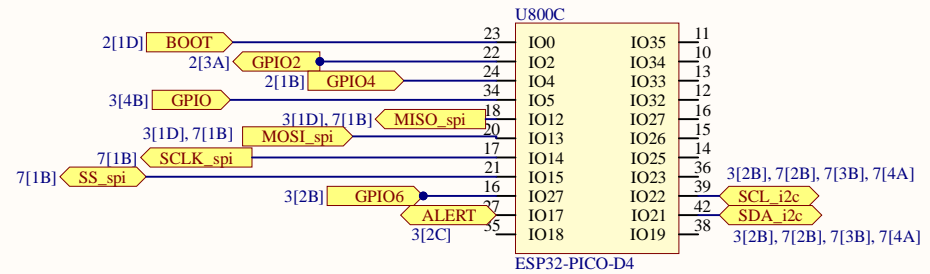 U800C
2[1D] BOOT 23 IO0 IO35 11
2[3A] GPIO2 22 IO2 IO34 10
2[1B] GPIO4 24 IO4 IO33 13
3[4B] GPIO 34 IO5 IO32 12
3[1D], 7[1B] MISO_spi 18 IO12 IO27 16
3[1D], 7[1B] MOSI_spi 20 IO13 IO26 15
7[1B] SCLK_spi 17 IO14 IO25 14
7[1B] SS_spi 21 IO15 IO23 36
3[2B], 7[2B], 7[3B], 7[4A]
3[2B] GPIO6 16 IO27 IO22 39 SCL_i2c
ALERT 27 IO17 IO21 42 SDA_i2c
3[2C] 35 IO18 IO19 38
3[2B], 7[2B], 7[3B], 7[4A]
ESP32-PICO-D4